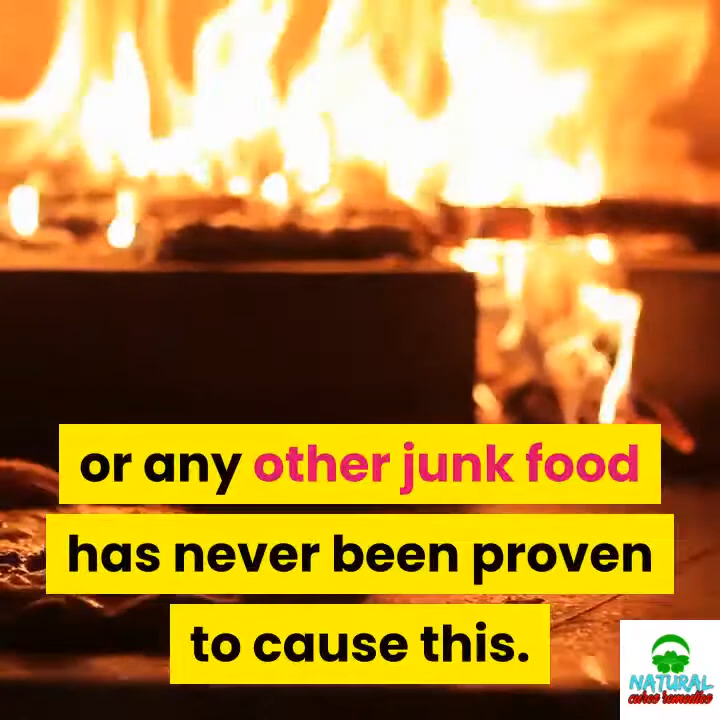 or any other junk food
has never been proven
to cause this.
NATURAL
cures remedies